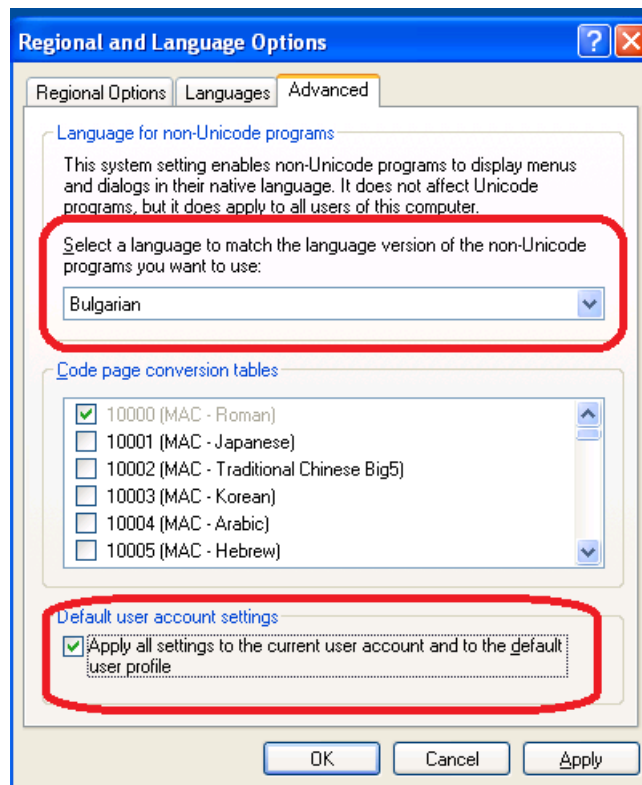 Regional and Language Options
Regional Options
Languages
Advanced
Language for non-Unicode programs
This system setting enables non-Unicode programs to display menus
and dialogs in their native language. It does not affect Unicode
programs, but it does apply to all users of this computer.
Select a language to match the language version of the non-Unicode
programs you want to use:
Bulgarian
Code page conversion tables
10000 (MAC - Roman)
10001 (MAC - Japanese)
10002 (MAC - Traditional Chinese Big5)
10003 (MAC - Korean)
10004 (MAC - Arabic)
10005 (MAC - Hebrew)
Default user account settings
Apply all settings to the current user account and to the default
user profile
OK
Cancel
Apply